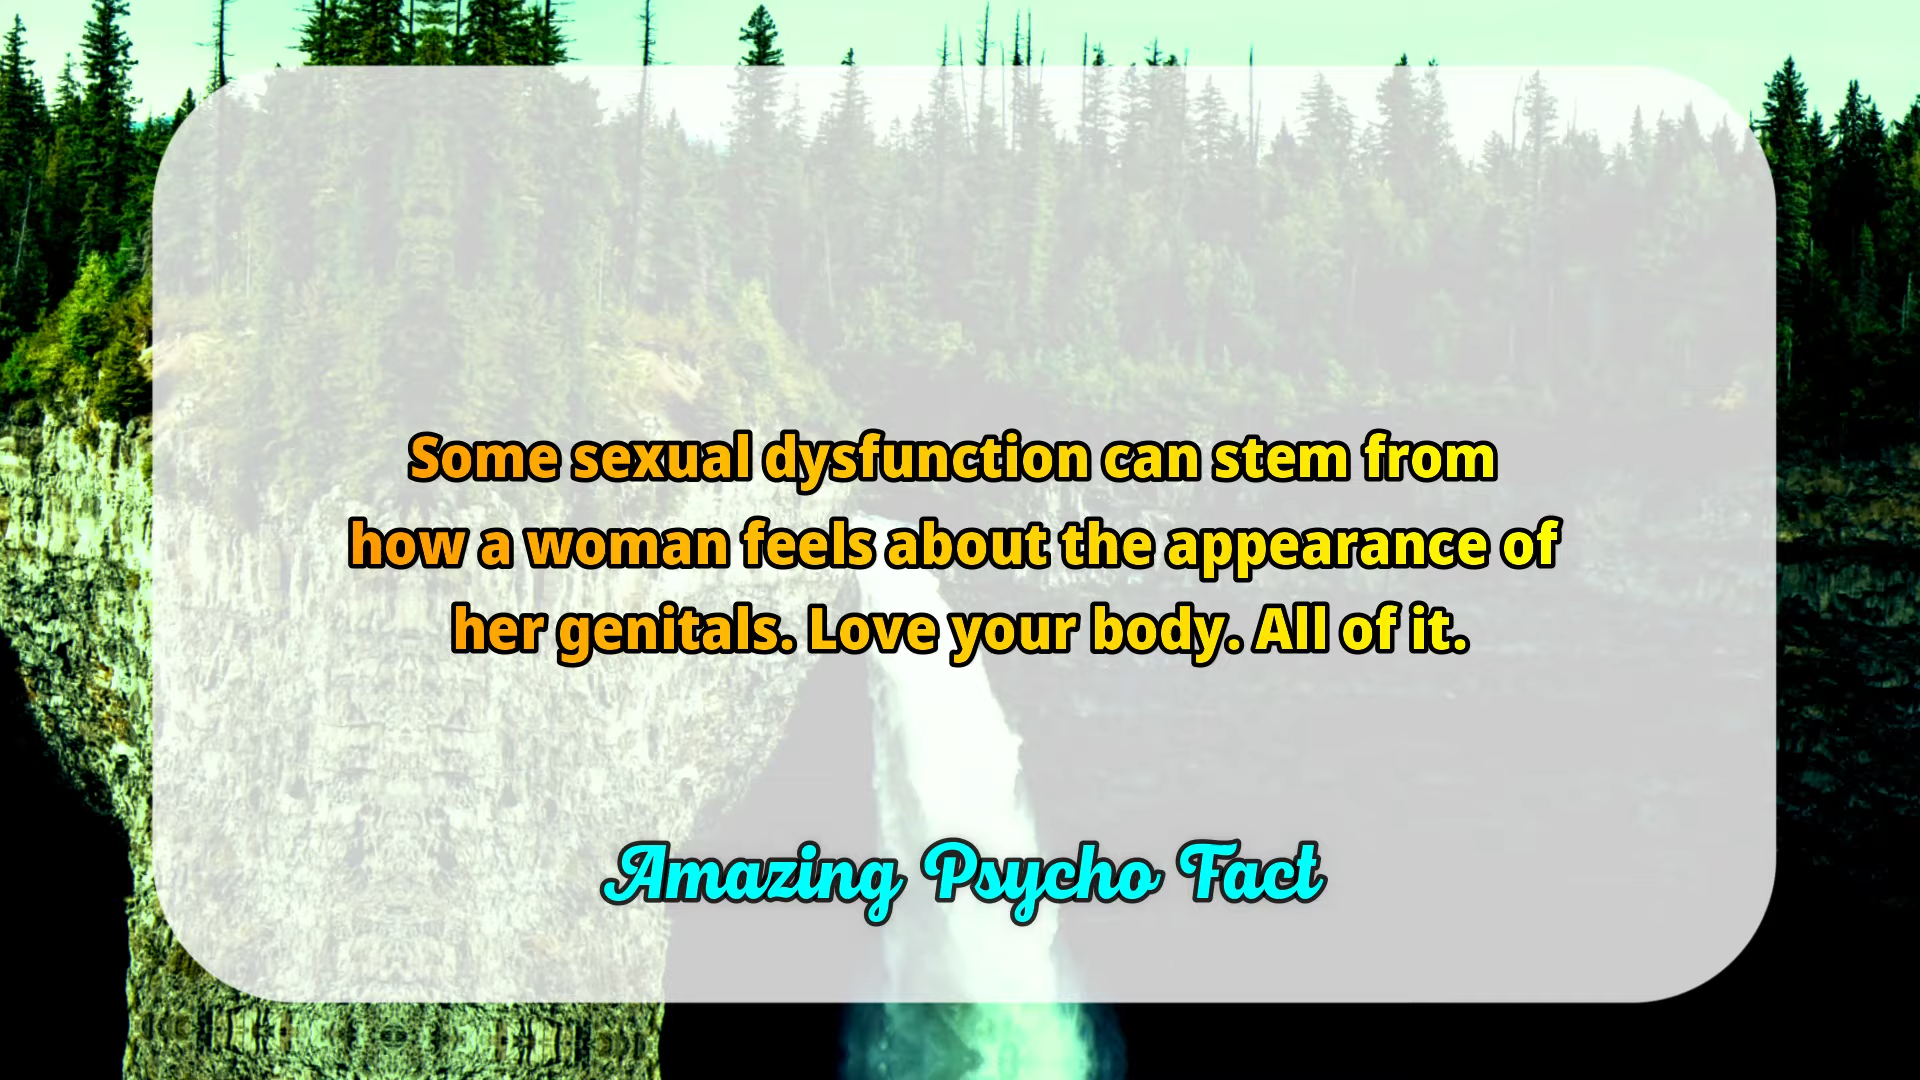 Some sexual dysfunction can stem from
how a woman feels about the appearance of
her genitals. Love your body. All of it.
Amazing Psycho Fact